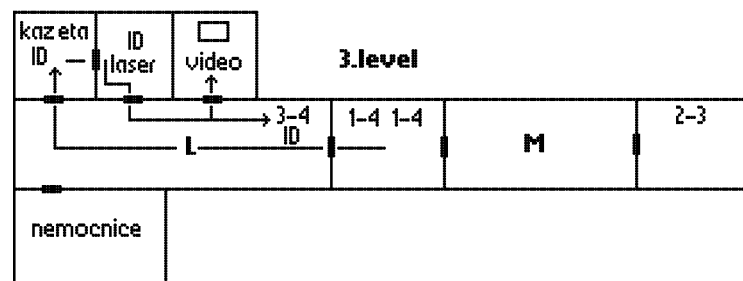 kazeta
ID
ID
laser
video
3.level
3-4
ID
1-4 1-4
2-3
L
M
nemocnice